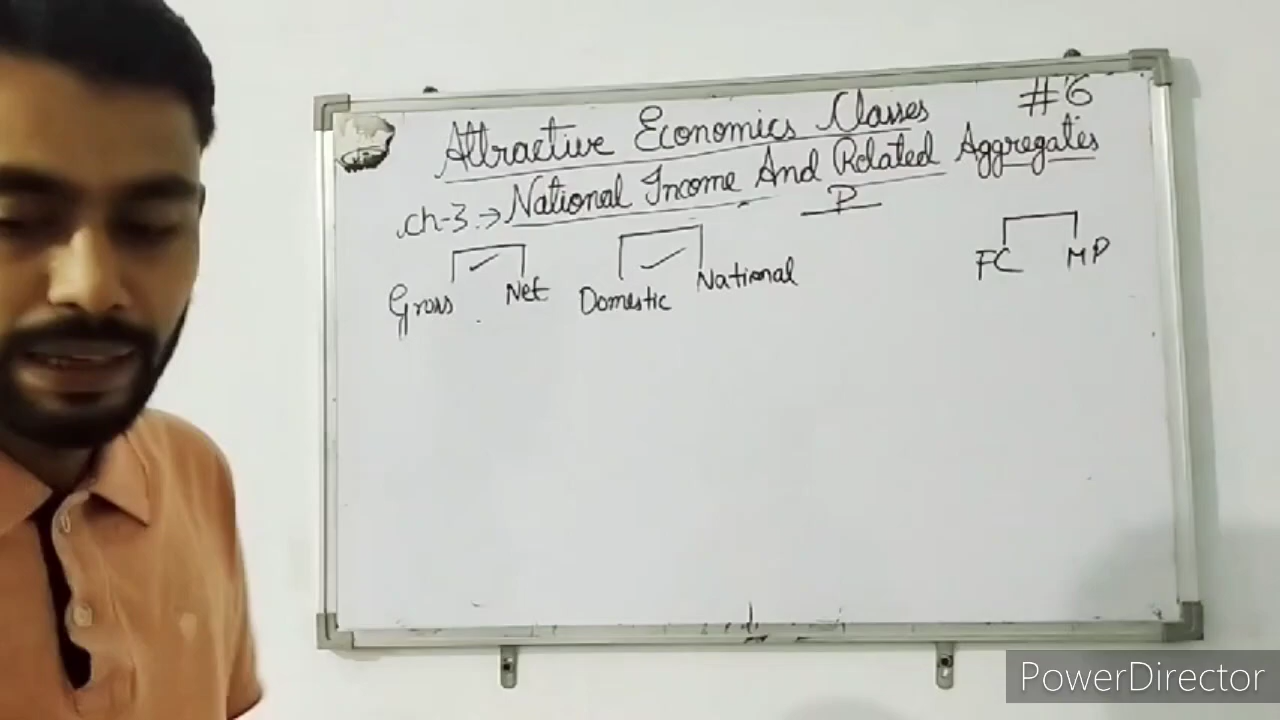 Attractive Economics Classes #6
Ch-3.→ National Income And Related Aggregates
P
Gross Net Domestic National FC MP
PowerDirector